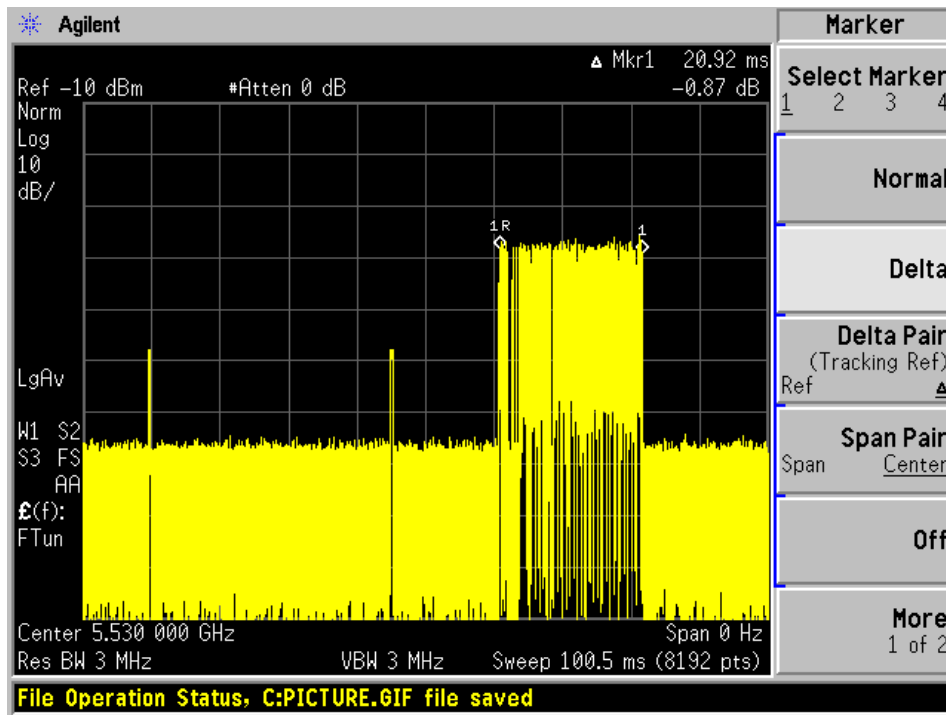 Agilent
Marker
Δ Mkr1 20.92 ms
Ref −10 dBm #Atten 0 dB −0.87 dB
Norm
Log
10
dB/
1R
1
LgAv
W1 S2
S3 FS
AA
£(f):
FTun
Center 5.530 000 GHz Span 0 Hz
Res BW 3 MHz VBW 3 MHz Sweep 100.5 ms (8192 pts)
File Operation Status, C:PICTURE.GIF file saved
Select Marker
1 2 3 4
Normal
Delta
Delta Pair
(Tracking Ref)
Ref Δ
Span Pair
Span Center
Off
More
1 of 2